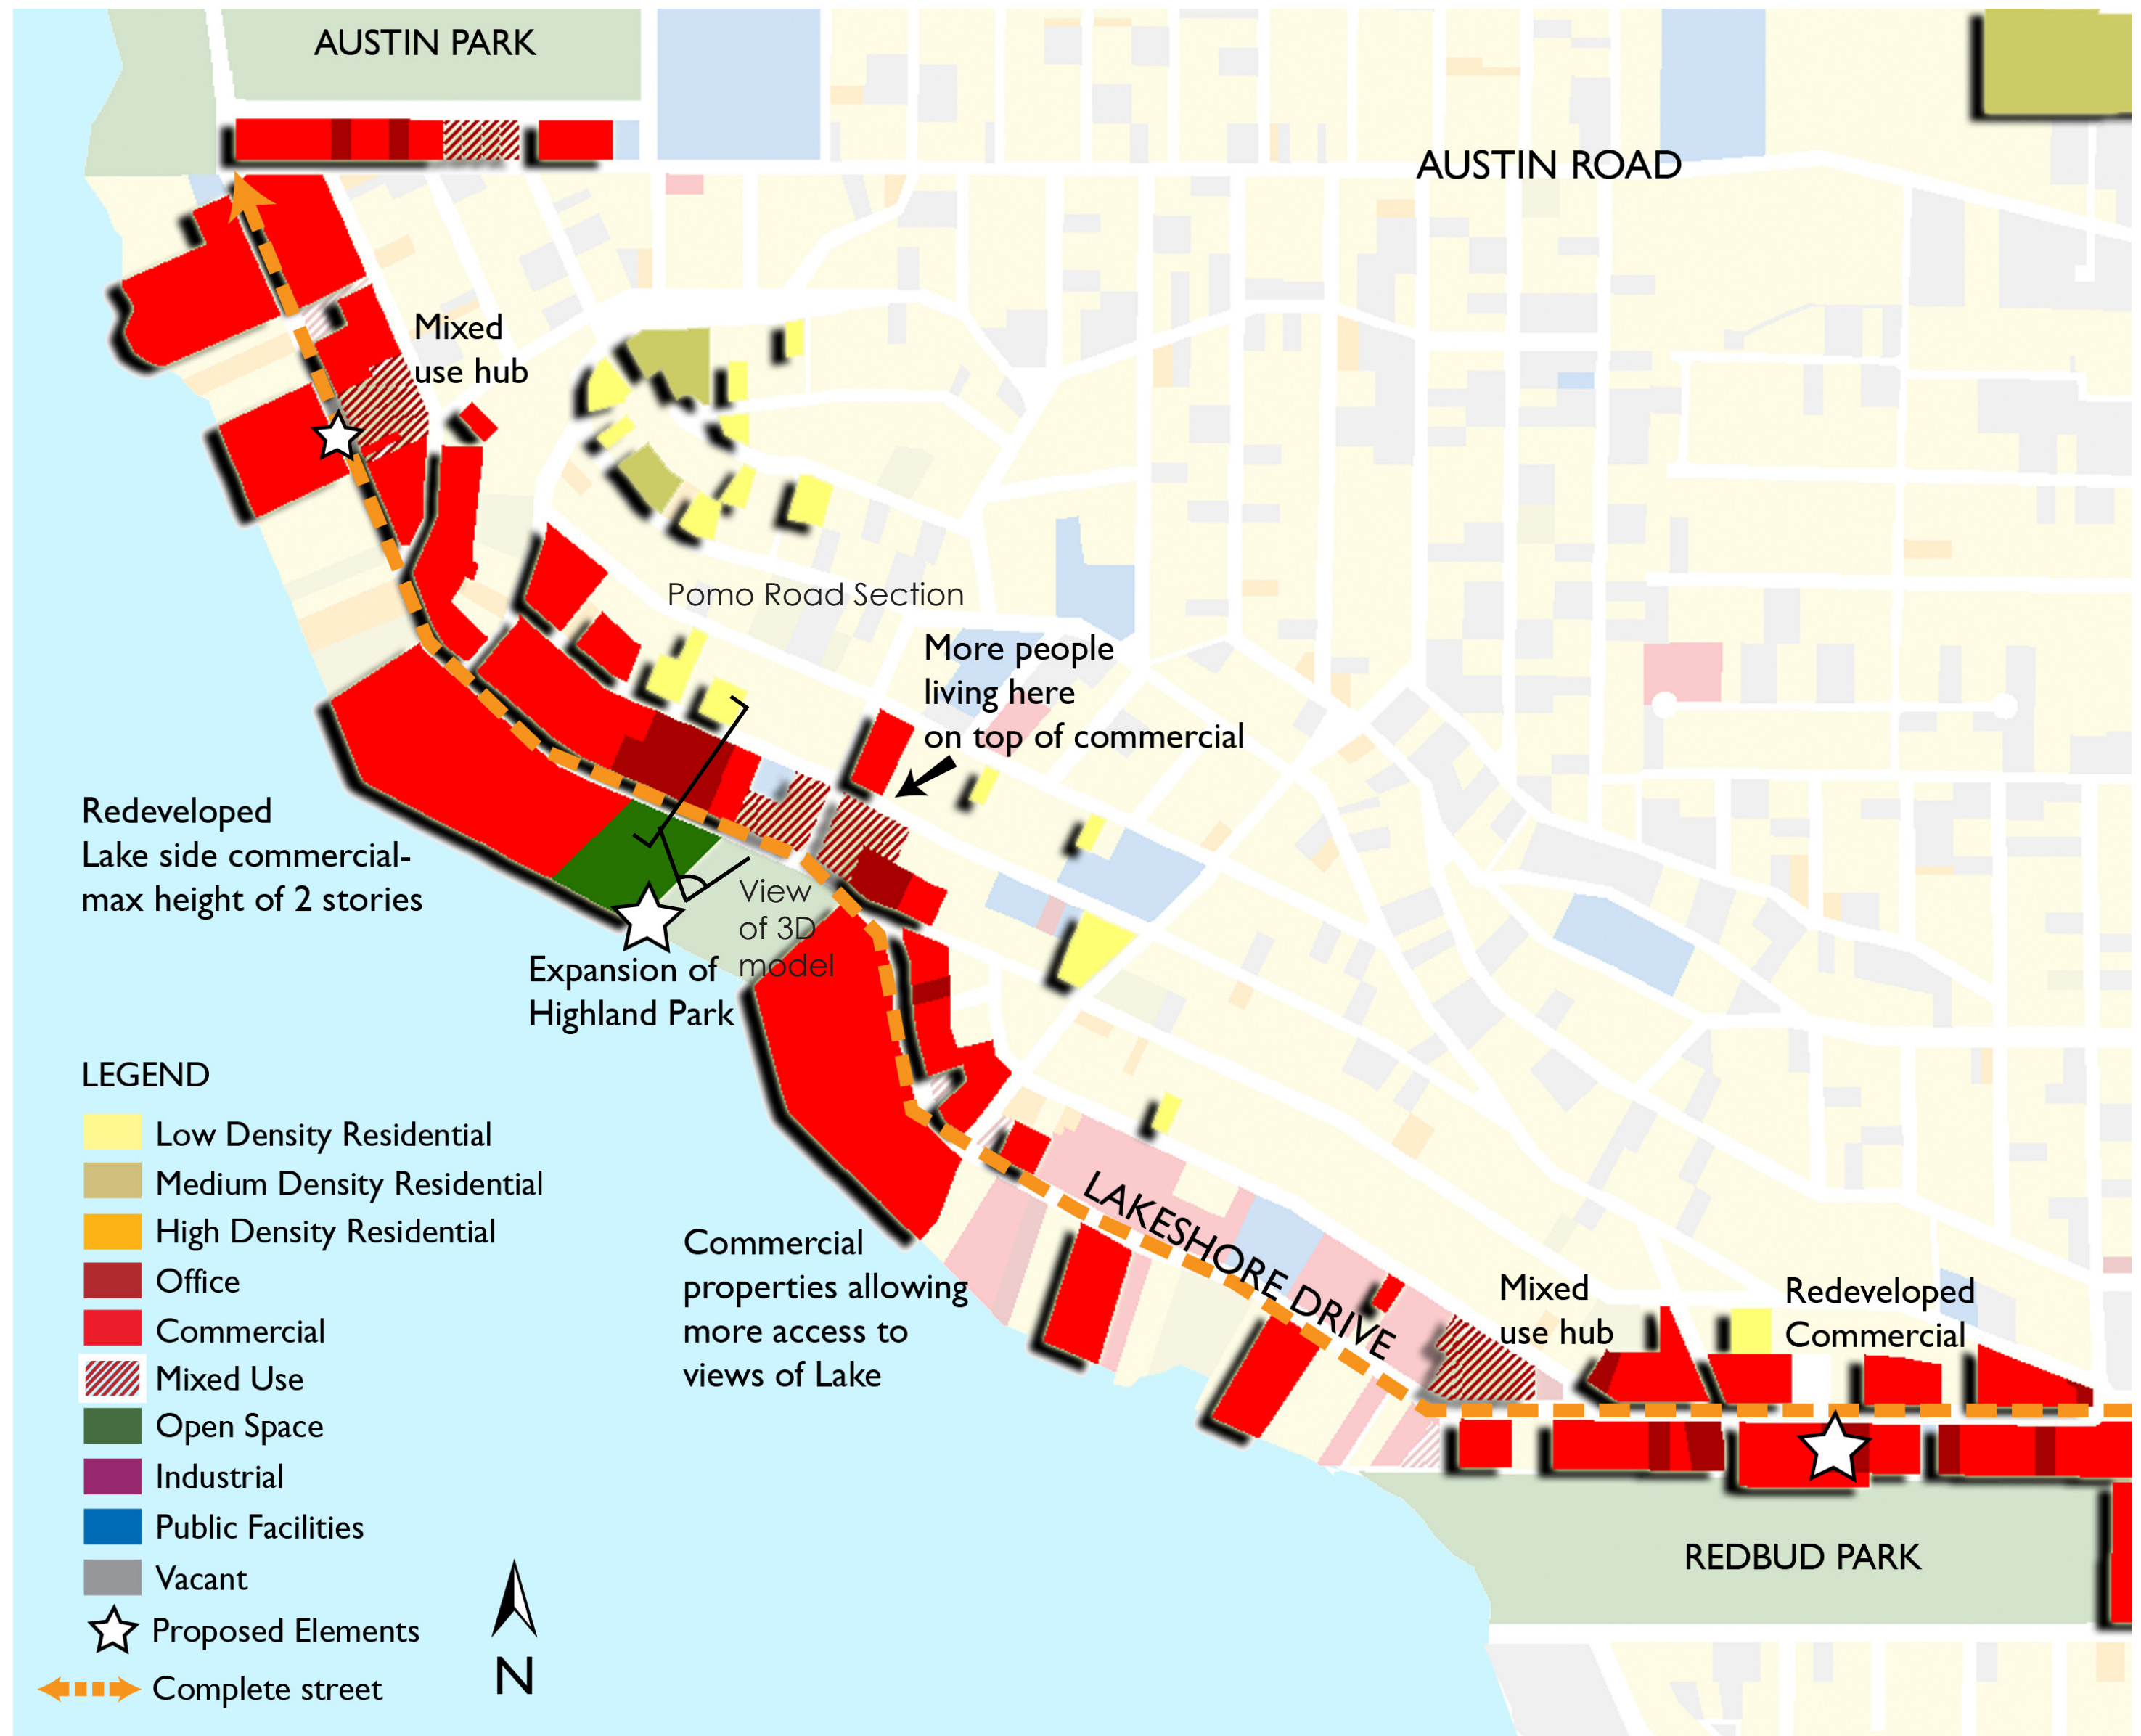 AUSTIN PARK
AUSTIN ROAD
Mixed
use hub
Pomo Road Section
More people
living here
on top of commercial
Redeveloped
Lake side commercial-
max height of 2 stories
View
of 3D
model
Expansion of
Highland Park
LEGEND
Low Density Residential
Medium Density Residential
High Density Residential
Office
Commercial
Mixed Use
Open Space
Industrial
Public Facilities
Vacant
Proposed Elements
Complete street
N
Commercial
properties allowing
more access to
views of Lake
LAKESHORE DRIVE
Mixed
use hub
Redeveloped
Commercial
REDBUD PARK